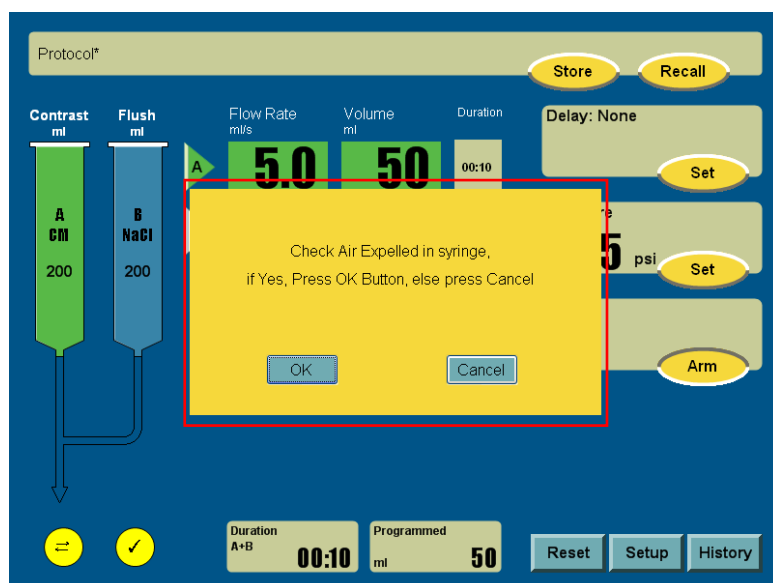 Protocol*
Store
Recall
Contrast
ml
Flush
ml
Flow Rate
ml/s
Volume
ml
Duration
Delay: None
A
5.0
50
00:10
Set
A
CM
200
B
NaCl
200
Check Air Expelled in syringe,
if Yes, Press OK Button, else press Cancel
OK
Cancel
psi
Set
Arm
Duration
A+B
00:10
Programmed
ml
50
Reset
Setup
History